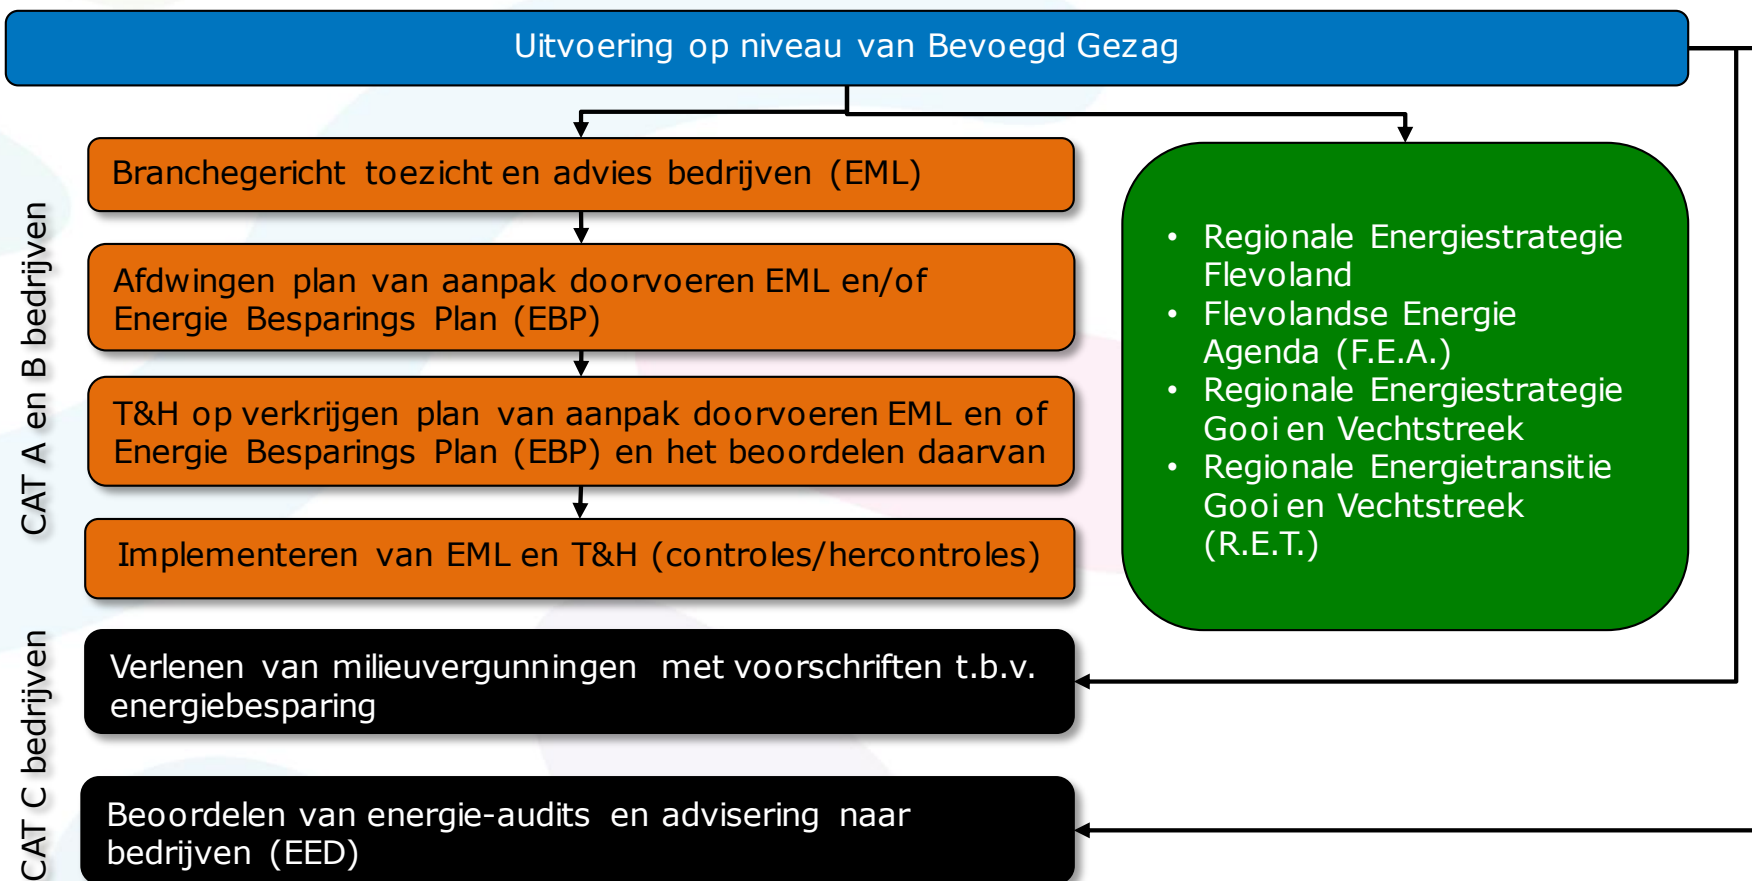 Uitvoering op niveau van Bevoegd Gezag
CAT A en B bedrijven
Branchegericht toezicht en advies bedrijven (EML)
Afdwingen plan van aanpak doorvoeren EML en/of
Energie Besparings Plan (EBP)
T&H op verkrijgen plan van aanpak doorvoeren EML en of
Energie Besparings Plan (EBP) en het beoordelen daarvan
Implementeren van EML en T&H (controles/hercontroles)
• Regionale Energiestrategie
Flevoland
• Flevolandse Energie
Agenda (F.E.A.)
• Regionale Energiestrategie
Gooi en Vechtstreek
• Regionale Energietransitie
Gooi en Vechtstreek
(R.E.T.)
CAT C bedrijven
Verlenen van milieuvergunningen met voorschriften t.b.v.
energiebesparing
Beoordelen van energie-audits en advisering naar
bedrijven (EED)